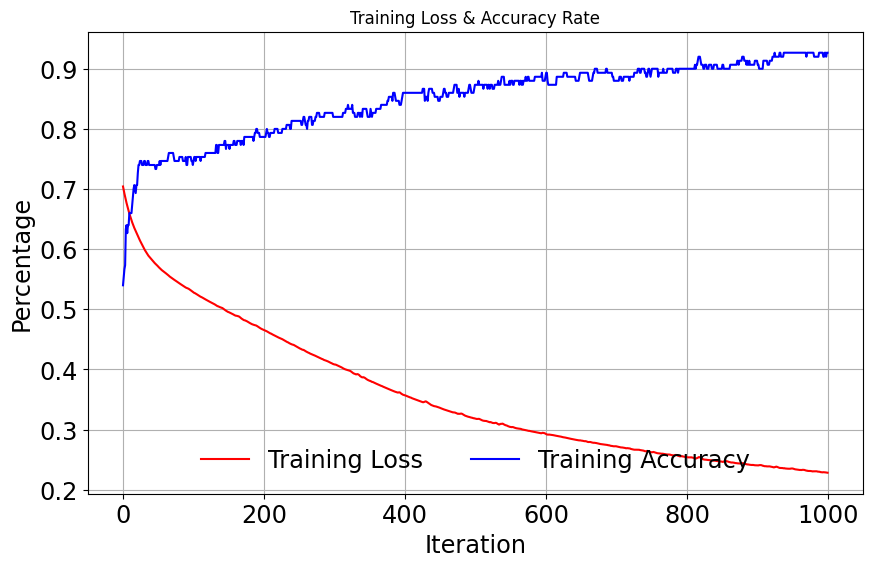 Training Loss & Accuracy Rate
Percentage
0.9
0.8
0.7
0.6
0.5
0.4
0.3
0.2
Training Loss Training Accuracy
0 200 400 600 800 1000
Iteration